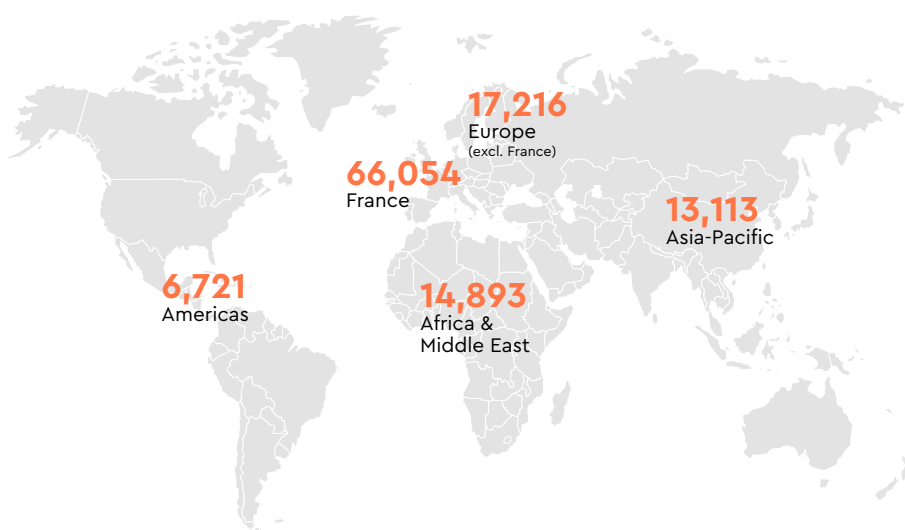 17,216
Europe
(excl. France)
66,054
France
13,113
Asia-Pacific
6,721
Americas
14,893
Africa &
Middle East